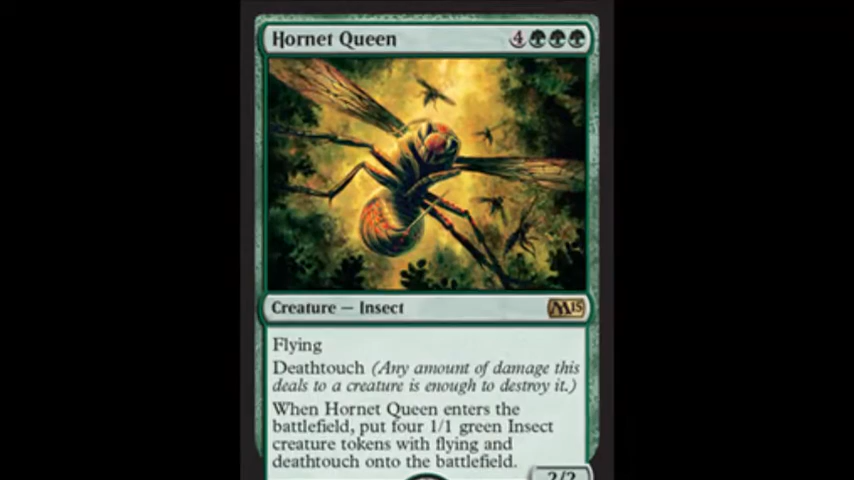 Hornet Queen 4
Creature — Insect M15
Flying
Deathtouch (Any amount of damage this
deals to a creature is enough to destroy it.)
When Hornet Queen enters the
battlefield, put four 1/1 green Insect
creature tokens with flying and
deathtouch onto the battlefield.
2/2